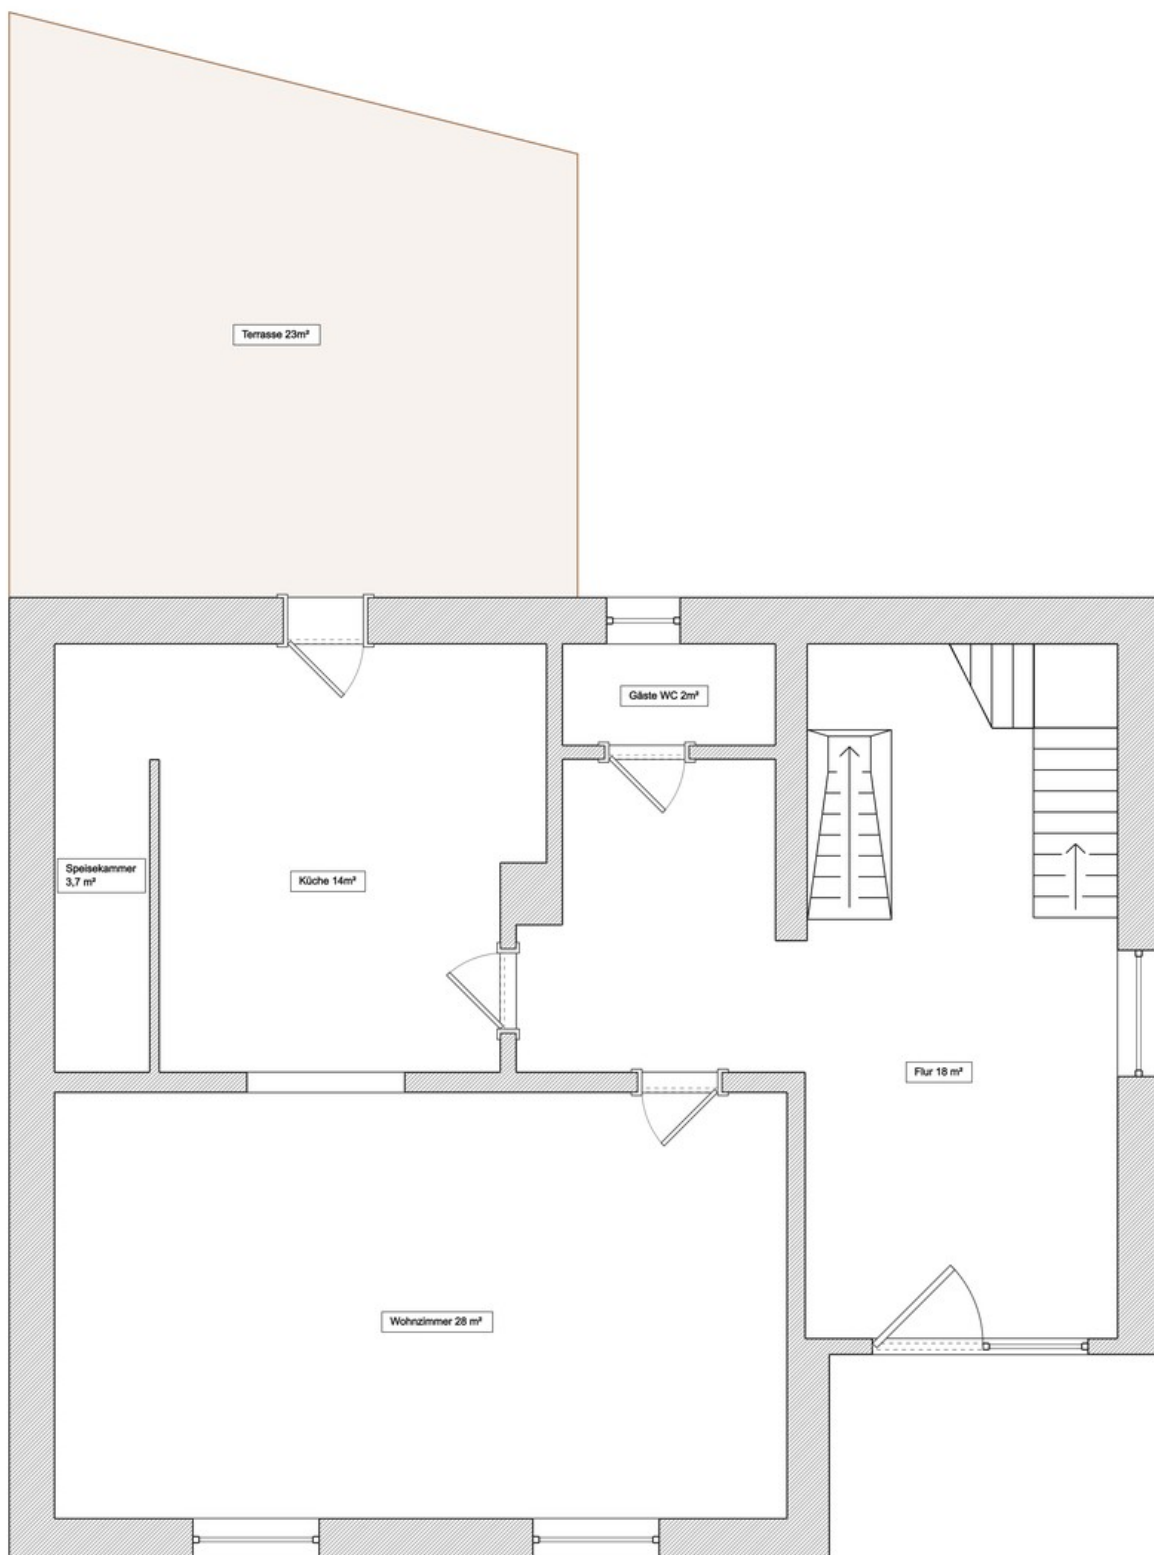 Terrasse 23m²
Gäste WC 2m²
Speisekammer
3,7 m²
Küche 14m²
Flur 18 m²
Wohnzimmer 28 m²